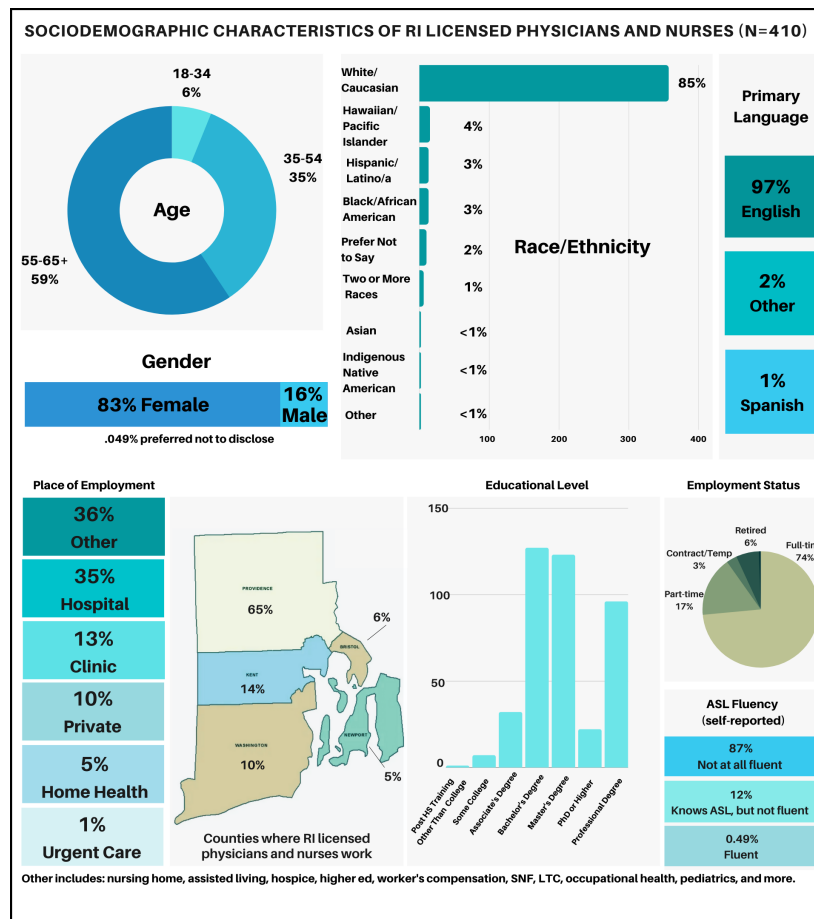 SOCIODEMOGRAPHIC CHARACTERISTICS OF RI LICENSED PHYSICIANS AND NURSES (N=410)
18-34
6%
35-54
35%
Age
55-65+
59%
Gender
83% Female
16%
Male
.049% preferred not to disclose
White/
Caucasian
85%
Hawaiian/
Pacific
Islander
4%
Hispanic/
Latino/a
3%
Black/African
American
3%
Prefer Not
to Say
2%
Race/Ethnicity
Two or More
Races
1%
Asian
<1%
Indigenous
Native
American
<1%
Other
<1%
100
200
300
400
Primary
Language
97%
English
2%
Other
1%
Spanish
Place of Employment
36%
Other
35%
Hospital
13%
Clinic
10%
Private
5%
Home Health
1%
Urgent Care
PROVIDENCE
65%
6%
BRISTOL
KENT
14%
WASHINGTON
10%
NEWPORT
5%
Counties where RI licensed
physicians and nurses work
Educational Level
150
100
50
0
Post HS Training
Other Than College
Some College
Associate's Degree
Bachelor's Degree
Master's Degree
PhD or Higher
Professional Degree
Employment Status
Retired
6%
Full-tim
74%
Contract/Temp
3%
Part-time
17%
ASL Fluency
(self-reported)
87%
Not at all fluent
12%
Knows ASL, but not fluent
0.49%
Fluent
Other includes: nursing home, assisted living, hospice, higher ed, worker's compensation, SNF, LTC, occupational health, pediatrics, and more.